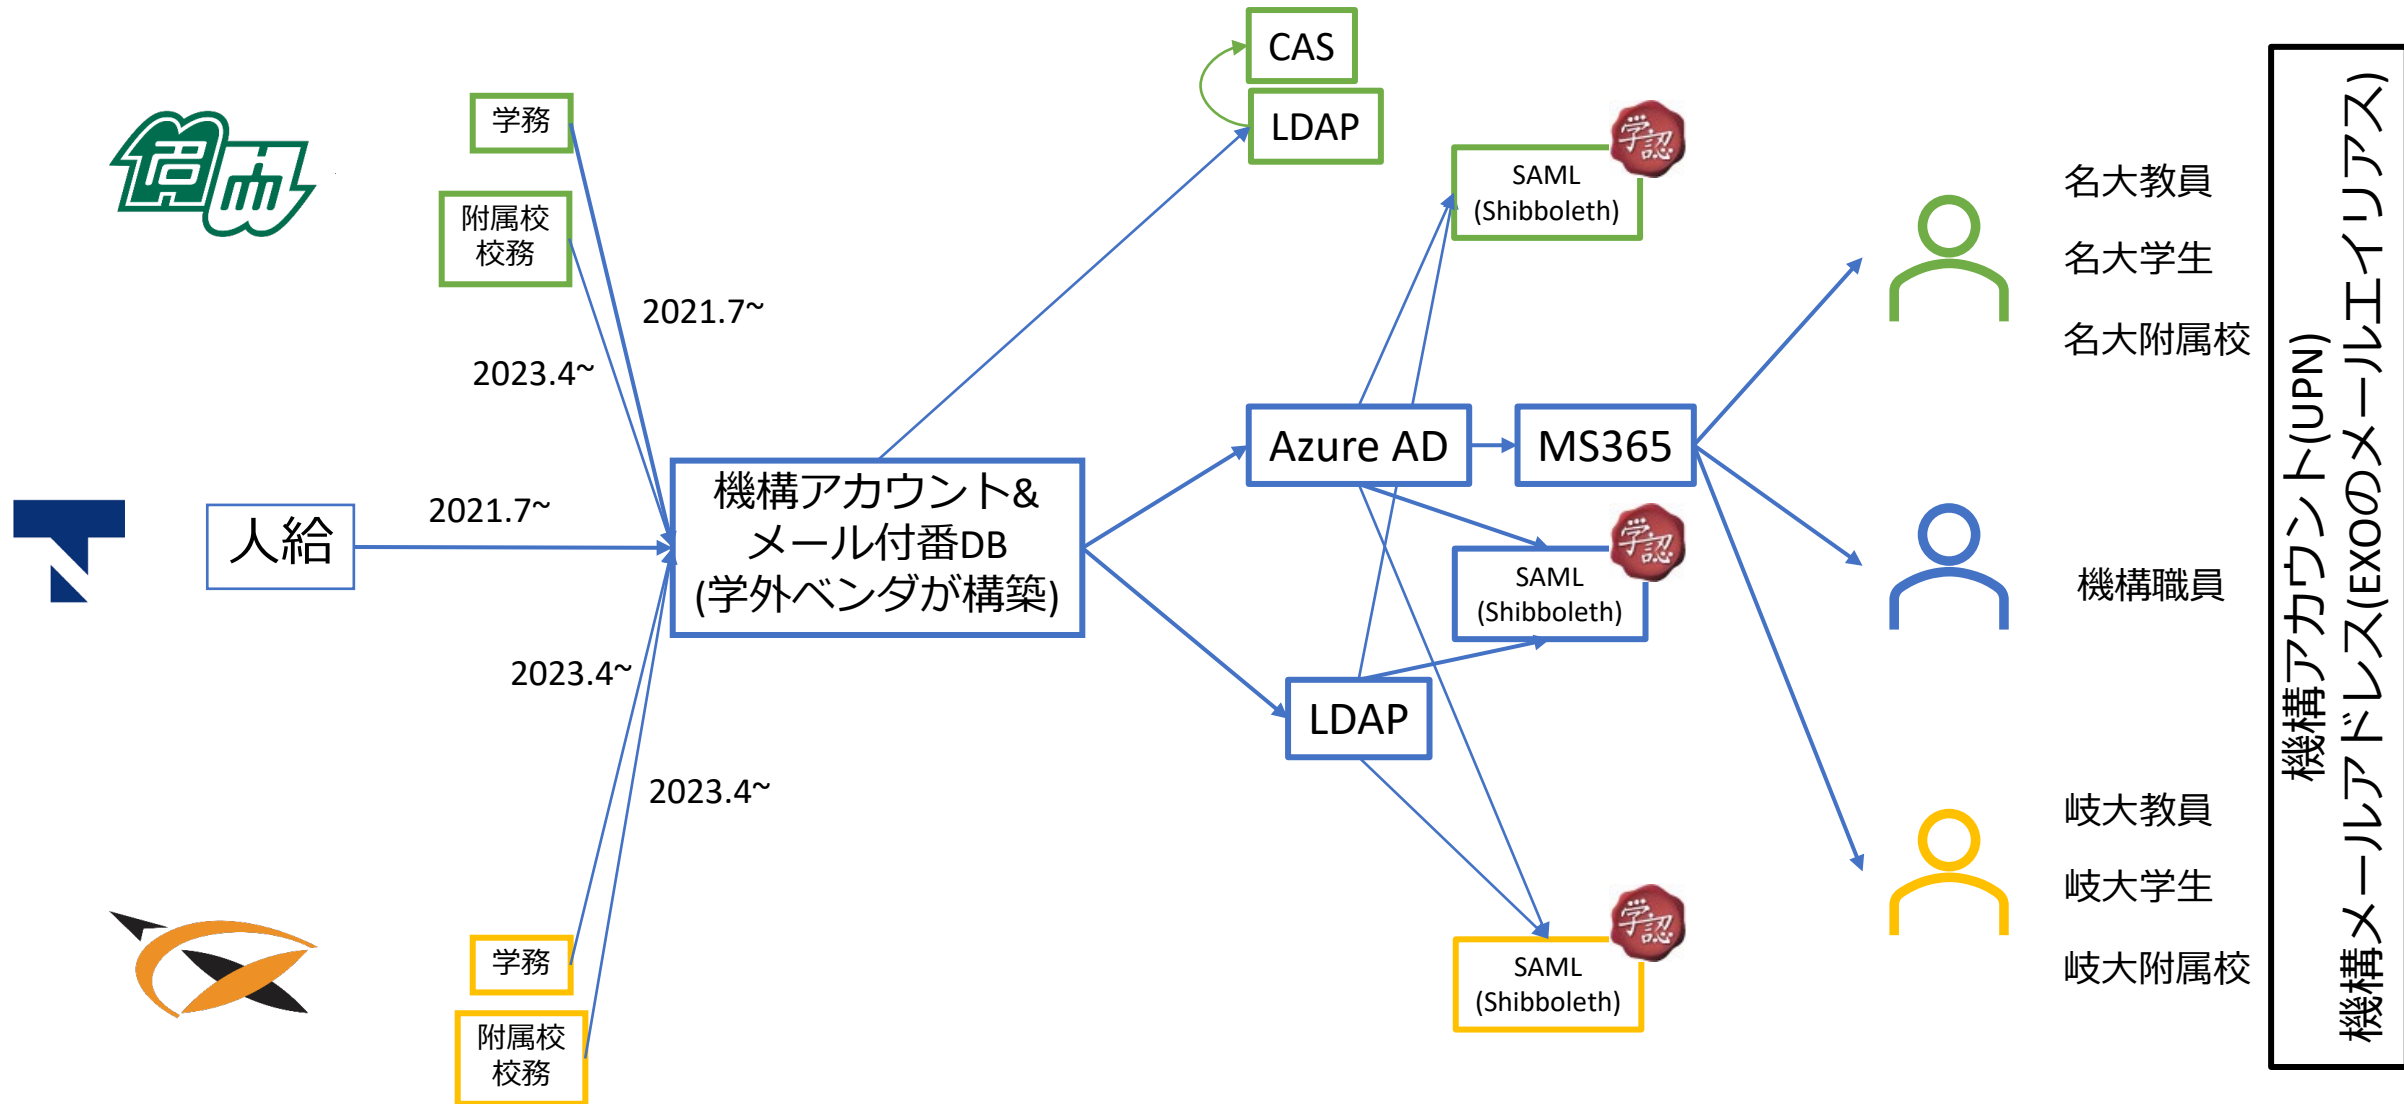 CAS
LDAP
学務
附属校
校務
2021.7~
2023.4~
SAML
(Shibboleth)
学認
名大教員
名大学生
名大附属校
人給
2021.7~
機構アカウント&
メール付番DB
(学外ベンダが構築)
Azure AD
MS365
SAML
(Shibboleth)
学認
機構職員
LDAP
2023.4~
2023.4~
学務
附属校
校務
SAML
(Shibboleth)
学認
岐大教員
岐大学生
岐大附属校
機構アカウント(UPN)
機構メールアドレス(EXOのメールエイリアス)